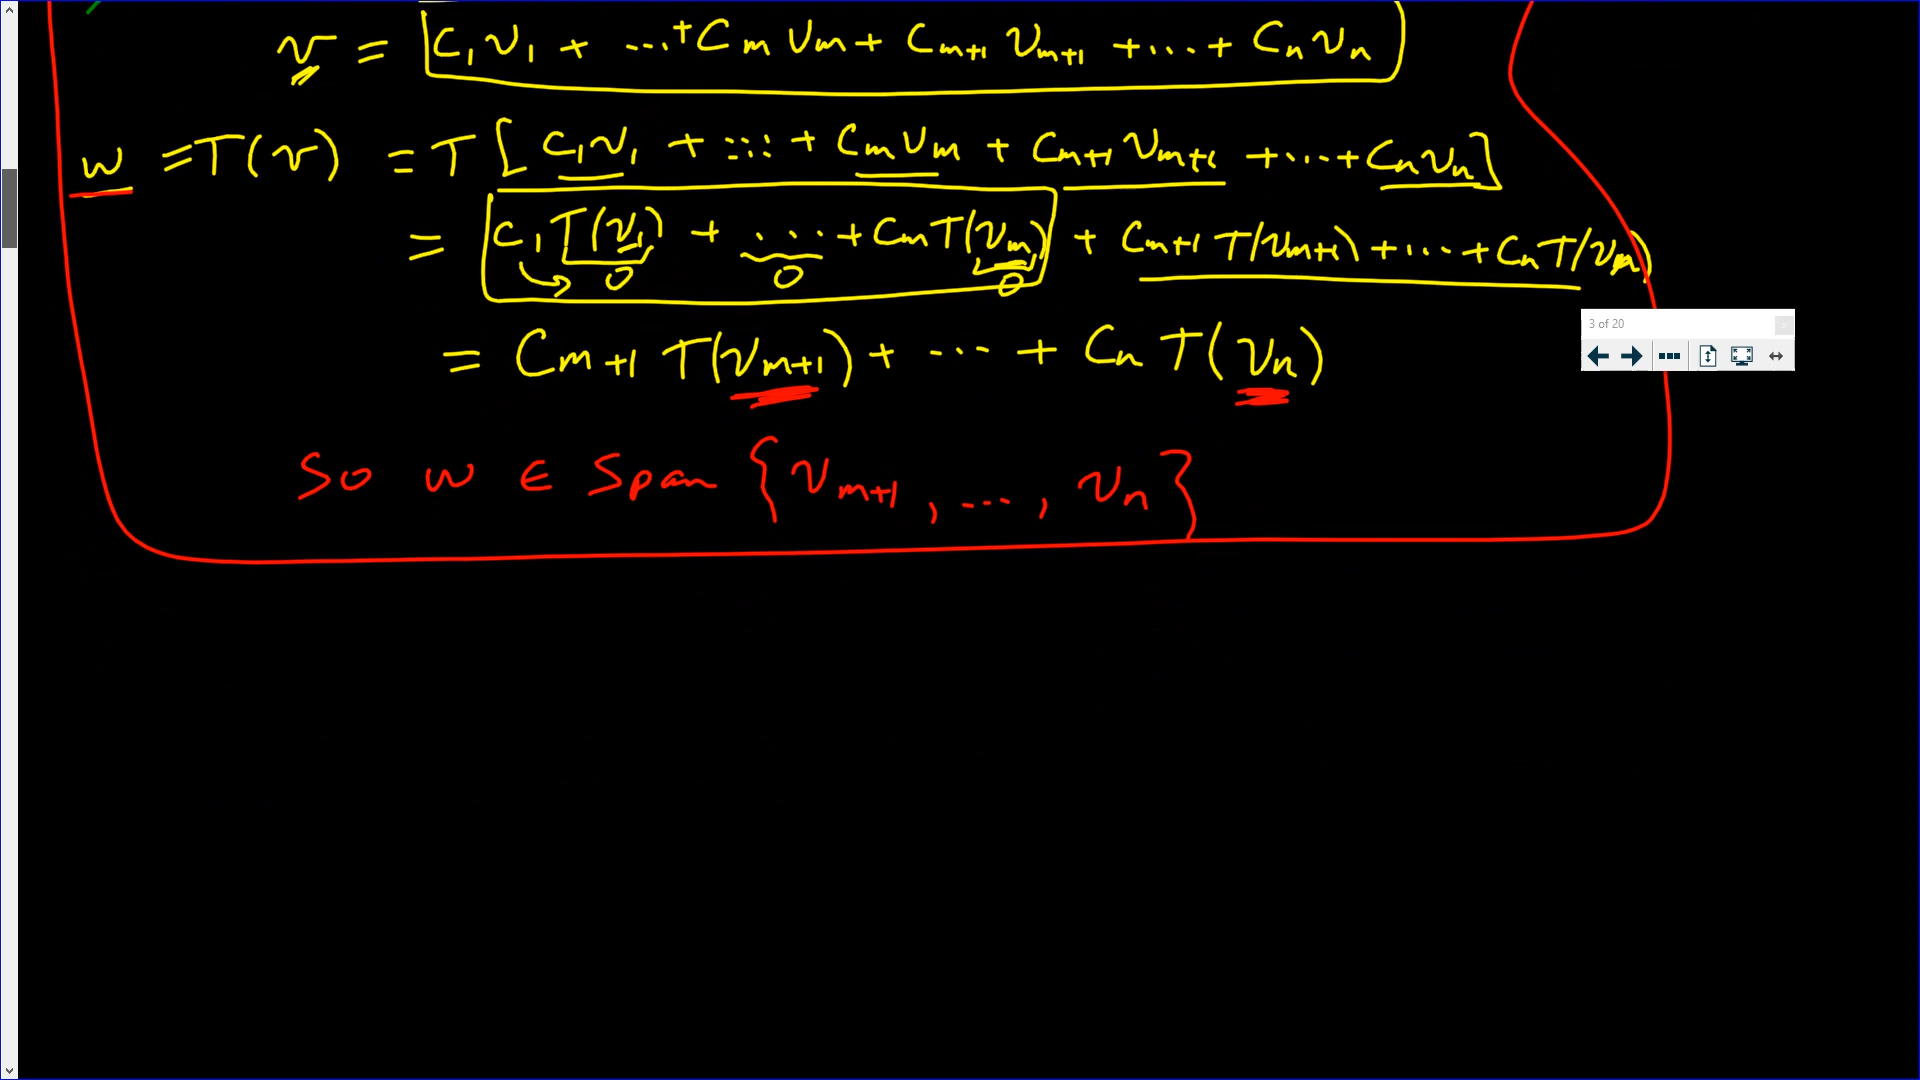 v = [C₁v₁ + ...+ Cₘvₘ + Cₘ₊₁vₘ₊₁ + ... + Cₙvₙ
w = T(v) = T[C₁v₁ + ... + Cₘvₘ + Cₘ₊₁vₘ₊₁ + ... + Cₙvₙ]
= C₁T(v₁) + ... + CₘT(vₘ) + Cₘ₊₁T(vₘ₊₁) + ... + CₙT(vₙ)
0 0 0
3 of 20
= Cₘ₊₁T(vₘ₊₁) + ... + CₙT(vₙ)
So w ∈ Span {vₘ₊₁, ..., vₙ}